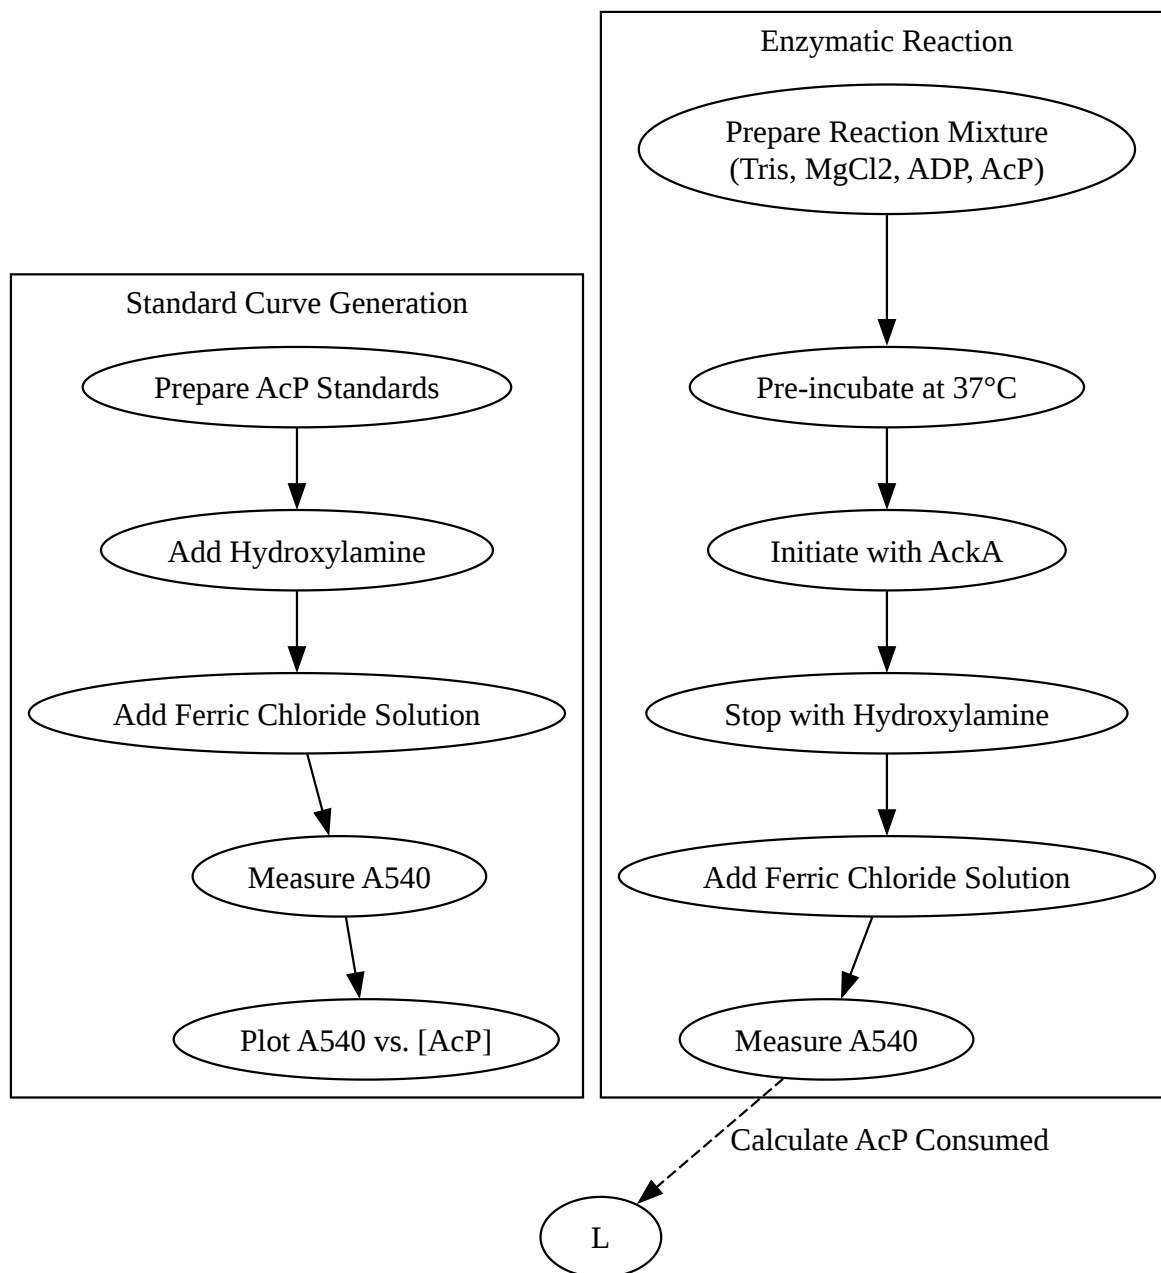 Standard Curve Generation
Prepare AcP Standards
Add Hydroxylamine
Add Ferric Chloride Solution
Measure A540
Plot A540 vs. [AcP]
Enzymatic Reaction
Prepare Reaction Mixture
(Tris, MgCl2, ADP, AcP)
Pre-incubate at 37°C
Initiate with AckA
Stop with Hydroxylamine
Add Ferric Chloride Solution
Measure A540
Calculate AcP Consumed
L